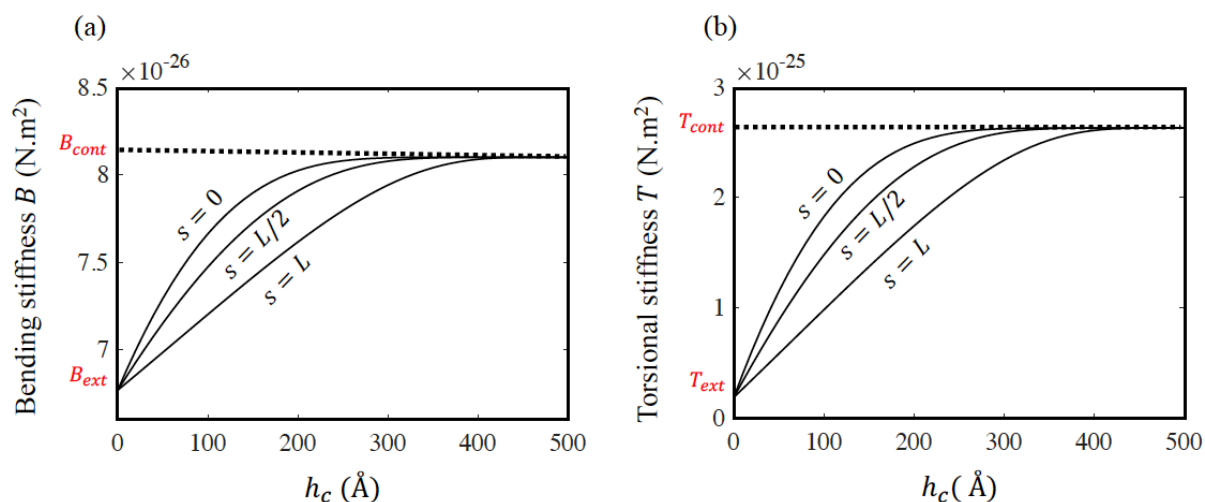 (a)
×10⁻²⁶
8.5
8
7.5
7
Bending stiffness B (N.m²)
B_cont
B_ext
s = 0
s = L/2
s = L
0 100 200 300 400 500
h_c (Å)
(b)
×10⁻²⁵
3
2
1
0
Torsional stiffness T (N.m²)
T_cont
T_ext
s = 0
s = L/2
s = L
0 100 200 300 400 500
h_c( Å)